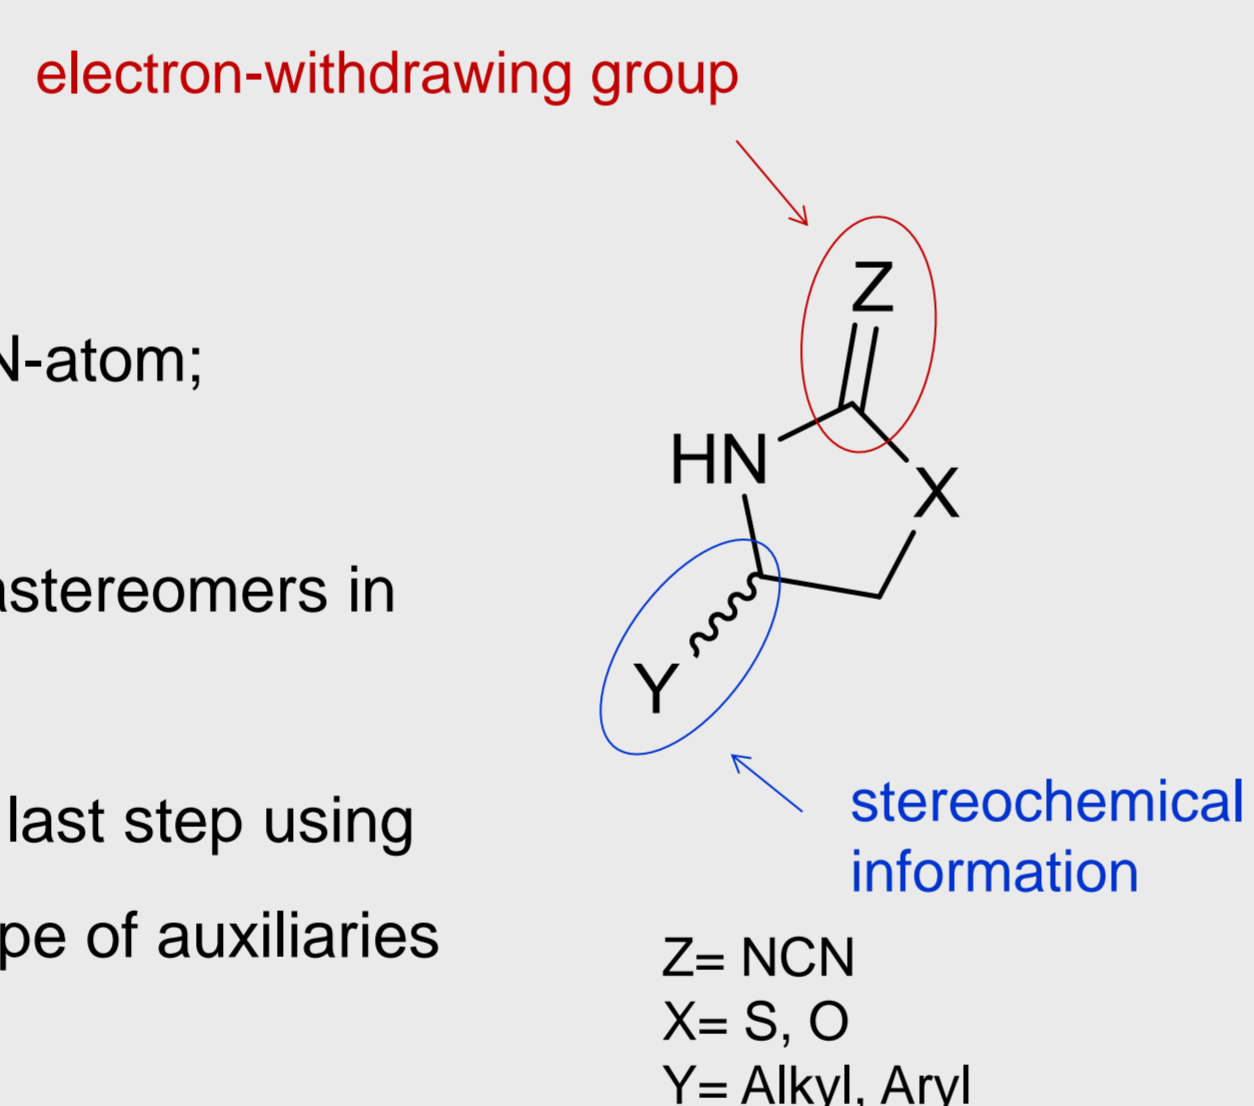 electron-withdrawing group
Z
N-atom;
HN
X
astereomers in
Y
stereochemical
last step using
information
pe of auxiliaries
Z= NCN
X= S, O
Y= Alkyl, Aryl